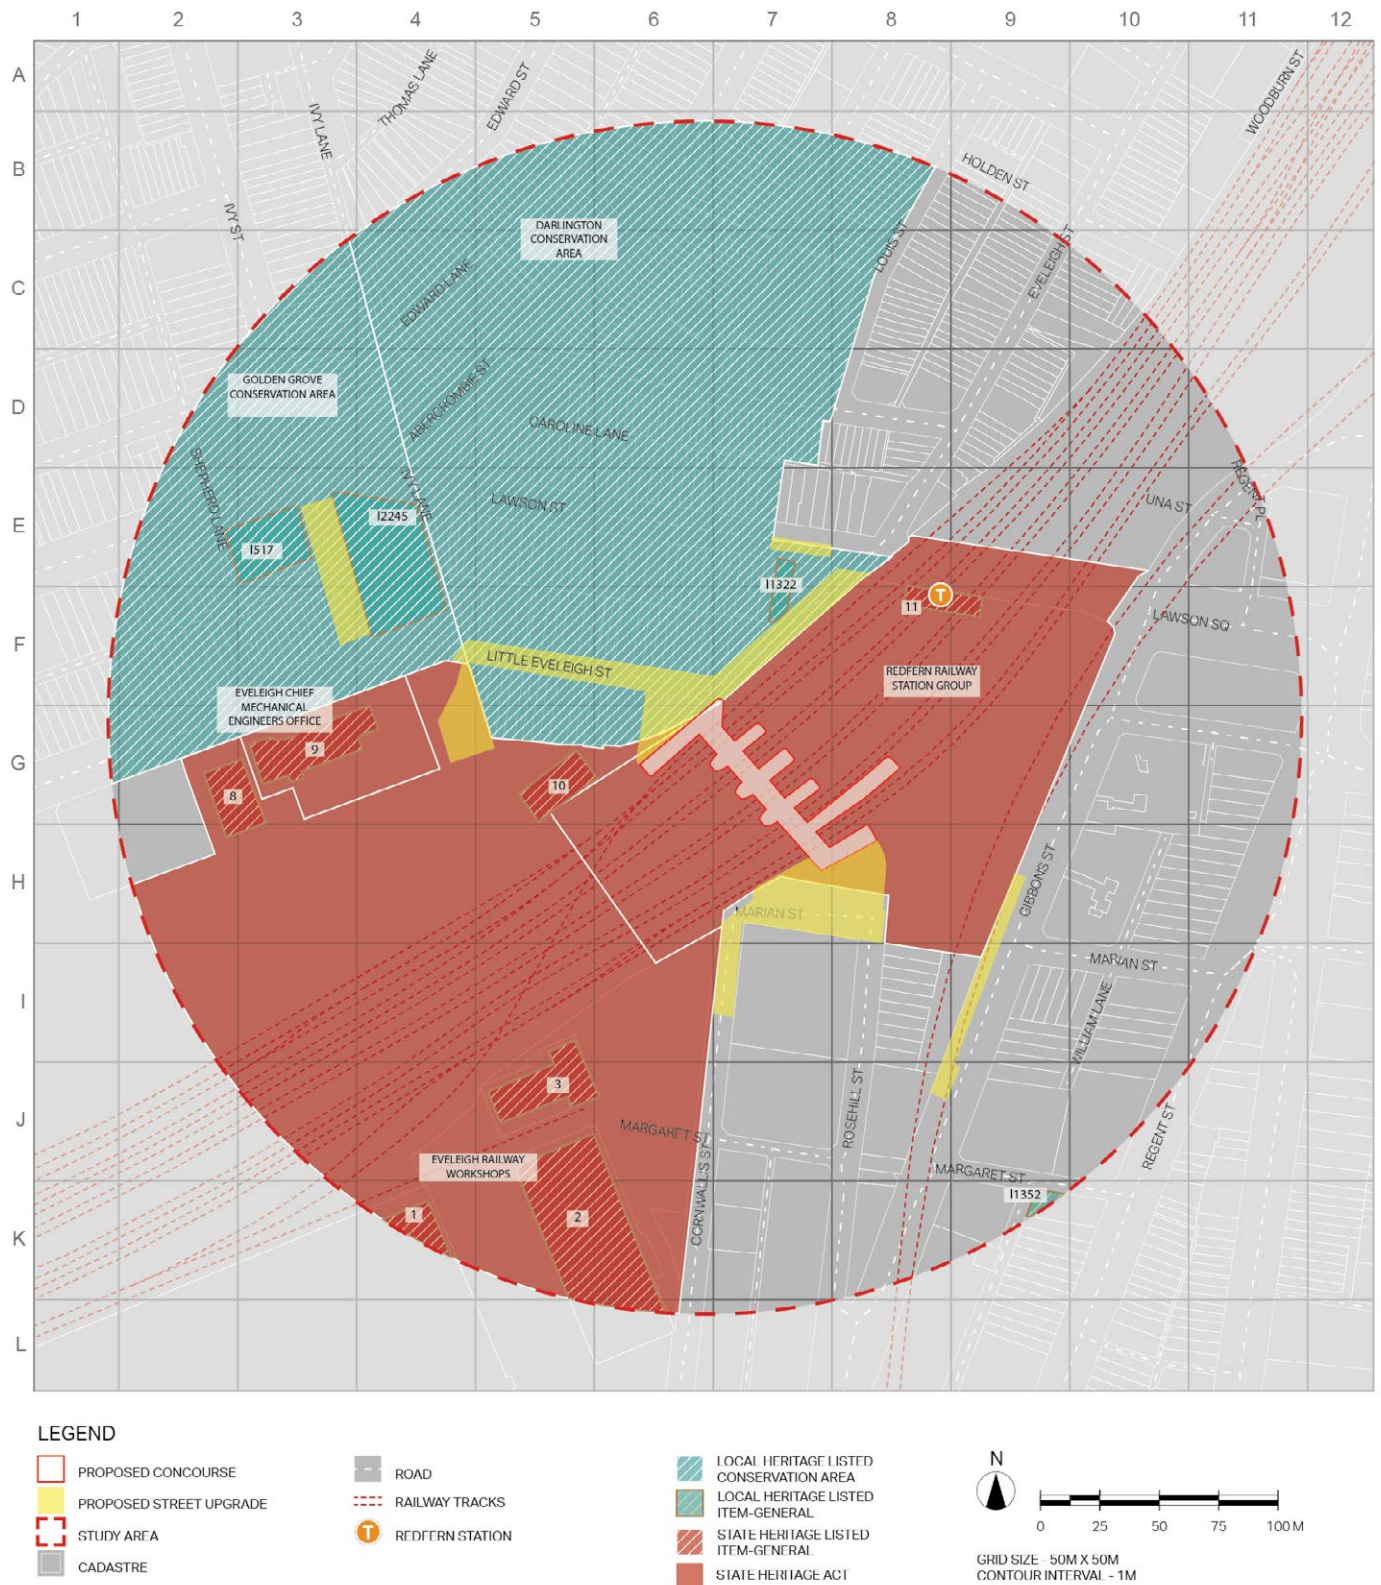 1 2 3 4 5 6 7 8 9 10 11 12
A
THOMAS LANE
EDWARD ST
WOODBURN ST
IVY LANE
B
HOLDEN ST
IVY ST
DARLINGTON
CONSERVATION
AREA
LOUIS ST
EVELEIGH ST
C
EDWARD LANE
GOLDEN GROVE
CONSERVATION AREA
D
ABERCROMBIE ST
CAROLINE LANE
SHEPHERD LANE
IVY LANE
LAWSON ST
REGENT PL
UNA ST
E
I2245
I517
I1322
T
11
LAWSON SQ
F
LITTLE EVELEIGH ST
REDFERN RAILWAY
STATION GROUP
EVELEIGH CHIEF
MECHANICAL
ENGINEERS OFFICE
9
G
8
10
H
GIBBONS ST
MARIAN ST
MARIAN ST
I
WILLIAM LANE
3
J
ROSEHILL ST
MARGARET ST
REGENT ST
CORNWALLIS ST
EVELEIGH RAILWAY
WORKSHOPS
MARGARET ST
I1352
1
2
K
L
LEGEND
PROPOSED CONCOURSE
PROPOSED STREET UPGRADE
STUDY AREA
CADASTRE
ROAD
RAILWAY TRACKS
T
REDFERN STATION
LOCAL HERITAGE LISTED
CONSERVATION AREA
LOCAL HERITAGE LISTED
ITEM-GENERAL
STATE HERITAGE LISTED
ITEM-GENERAL
STATE HERITAGE ACT
N
0 25 50 75 100 M
GRID SIZE - 50M X 50M
CONTOUR INTERVAL - 1M